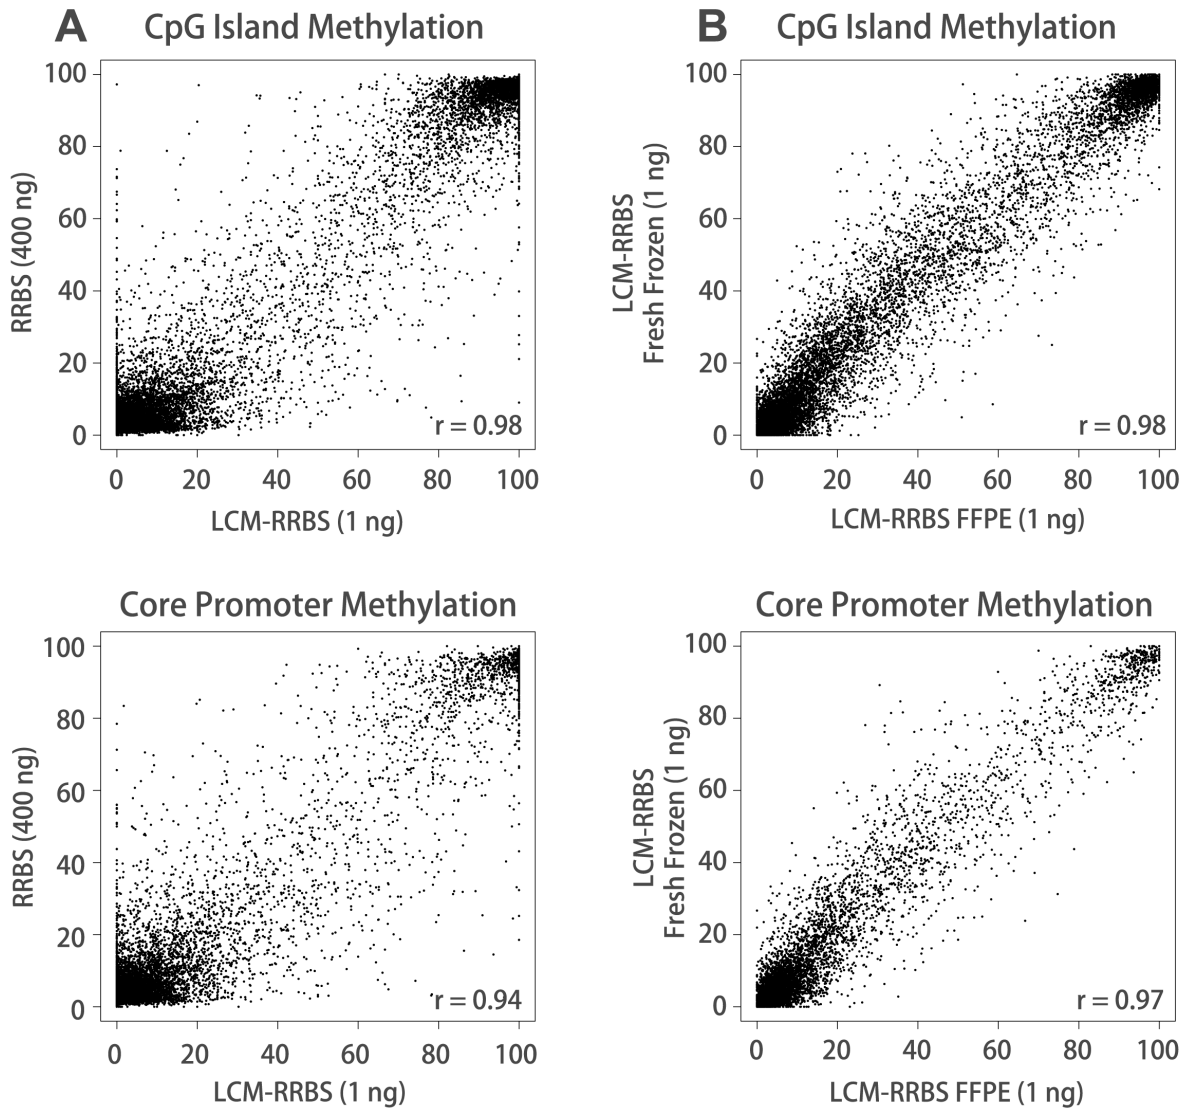 A
CpG Island Methylation
100
80
60
40
20
0
RRBS (400 ng)
r = 0.98
0 20 40 60 80 100
LCM-RRBS (1 ng)
B
CpG Island Methylation
100
80
60
40
20
0
LCM-RRBS
Fresh Frozen (1 ng)
r = 0.98
0 20 40 60 80 100
LCM-RRBS FFPE (1 ng)
Core Promoter Methylation
100
80
60
40
20
0
RRBS (400 ng)
r = 0.94
0 20 40 60 80 100
LCM-RRBS (1 ng)
Core Promoter Methylation
100
80
60
40
20
0
LCM-RRBS
Fresh Frozen (1 ng)
r = 0.97
0 20 40 60 80 100
LCM-RRBS FFPE (1 ng)